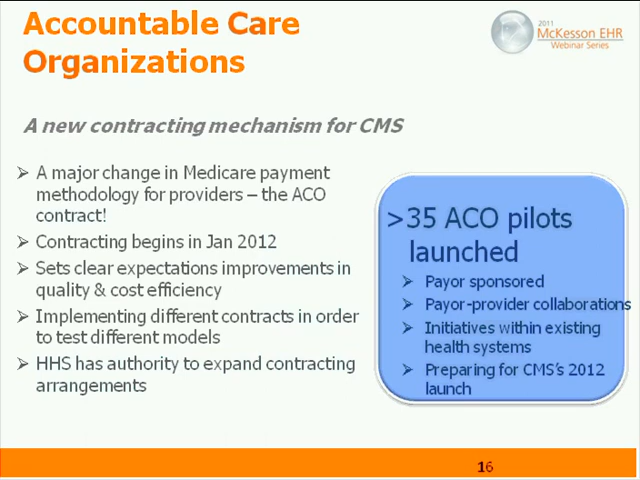 Accountable Care
Organizations
2011
McKesson EHR
Webinar Series
A new contracting mechanism for CMS
A major change in Medicare payment
methodology for providers – the ACO
contract!
Contracting begins in Jan 2012
Sets clear expectations improvements in
quality & cost efficiency
Implementing different contracts in order
to test different models
HHS has authority to expand contracting
arrangements
>35 ACO pilots
launched
Payor sponsored
Payor-provider collaborations
Initiatives within existing
health systems
Preparing for CMS's 2012
launch
16